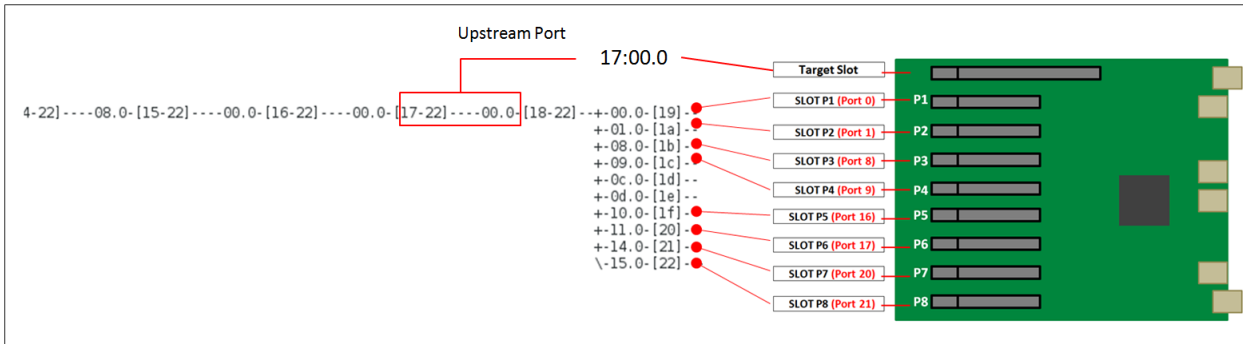 Upstream Port
17:00.0
Target Slot
SLOT P1 (Port 0) P1
4-22]----08.0-[15-22]----00.0-[16-22]----00.0-[17-22]----00.0-[18-22]--+-00.0-[19]--
+-01.0-[1a]-- SLOT P2 (Port 1) P2
+-08.0-[1b]- SLOT P3 (Port 8) P3
+-09.0-[1c]- SLOT P4 (Port 9) P4
+-0c.0-[1d]--
+-0d.0-[1e]--
+-10.0-[1f]- SLOT P5 (Port 16) P5
+-11.0-[20]- SLOT P6 (Port 17) P6
+-14.0-[21]- SLOT P7 (Port 20) P7
\-15.0-[22]- SLOT P8 (Port 21) P8